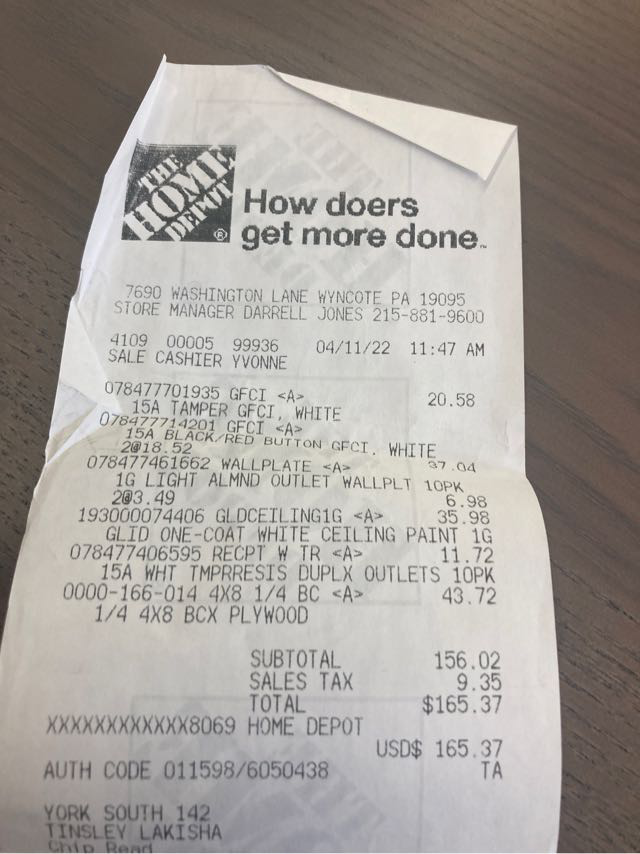 THE
HOME
DEPOT
®
How doers
get more done™
7690 WASHINGTON LANE WYNCOTE PA 19095
STORE MANAGER DARRELL JONES 215-881-9600
4109 00005 99936 04/11/22 11:47 AM
SALE CASHIER YVONNE
078477701935 GFCI <A> 20.58
15A TAMPER GFCI, WHITE
078477714201 GFCI <A>
15A BLACK/RED BUTTON GFCI, WHITE
2@18.52 37.04
078477461662 WALLPLATE <A>
1G LIGHT ALMND OUTLET WALLPLT 10PK
2@3.49 6.98
193000074406 GLDCEILING1G <A> 35.98
GLID ONE-COAT WHITE CEILING PAINT 1G
078477406595 RECPT W TR <A> 11.72
15A WHT TMPRRESIS DUPLX OUTLETS 10PK
0000-166-014 4X8 1/4 BC <A> 43.72
1/4 4X8 BCX PLYWOOD
SUBTOTAL 156.02
SALES TAX 9.35
TOTAL $165.37
XXXXXXXXXXXX8069 HOME DEPOT
USD$ 165.37
AUTH CODE 011598/6050438 TA
YORK SOUTH 142
TINSLEY LAKISHA
Chip Read